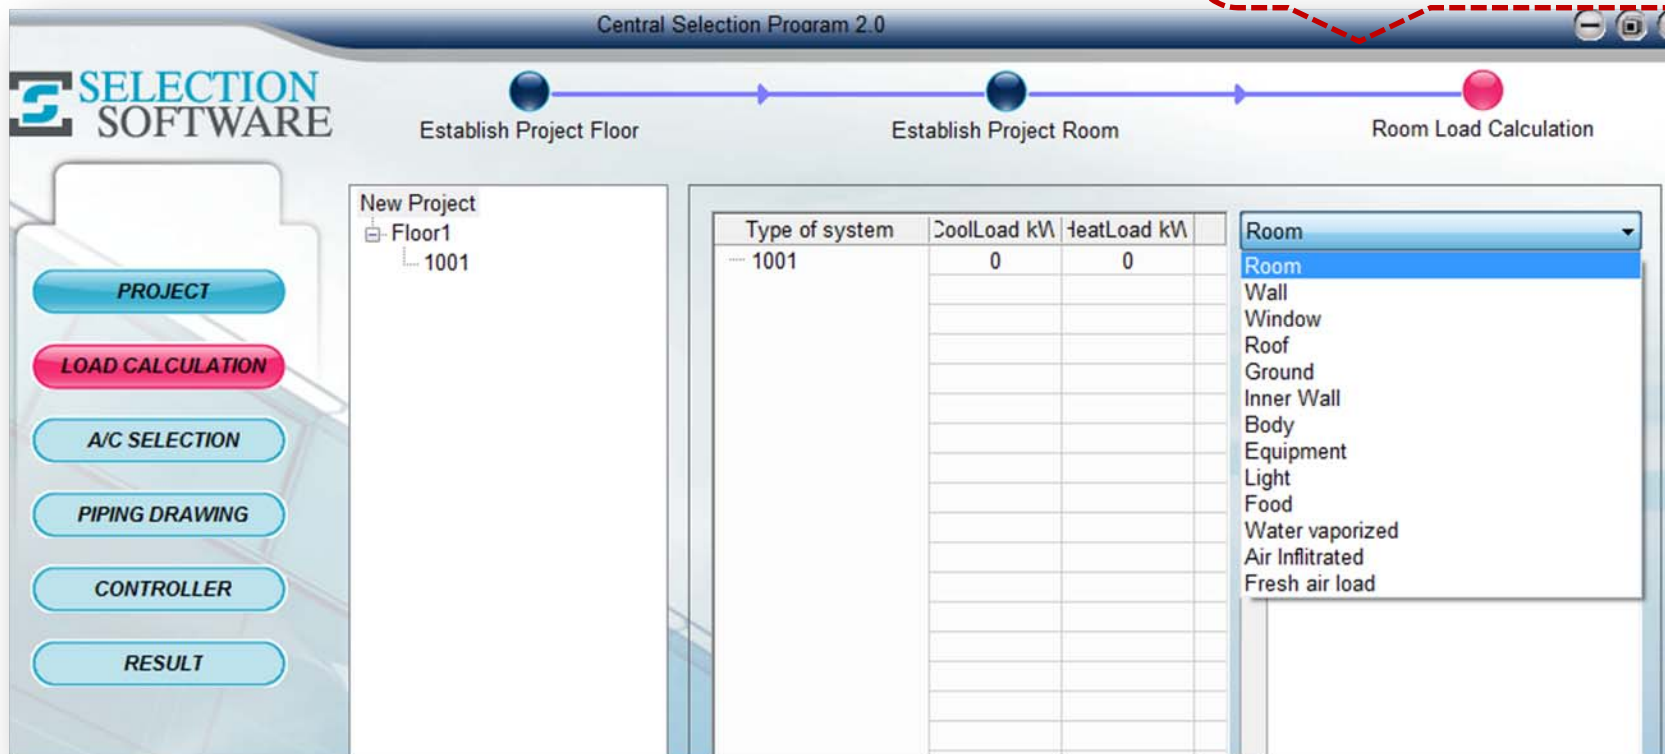 Central Selection Program 2.0
SELECTION
SOFTWARE
Establish Project Floor
Establish Project Room
Room Load Calculation
PROJECT
LOAD CALCULATION
A/C SELECTION
PIPING DRAWING
CONTROLLER
RESULT
New Project
Floor1
1001
Type of system CoolLoad kW HeatLoad kW
1001 0 0
Room
Room
Wall
Window
Roof
Ground
Inner Wall
Body
Equipment
Light
Food
Water vaporized
Air Inflitrated
Fresh air load